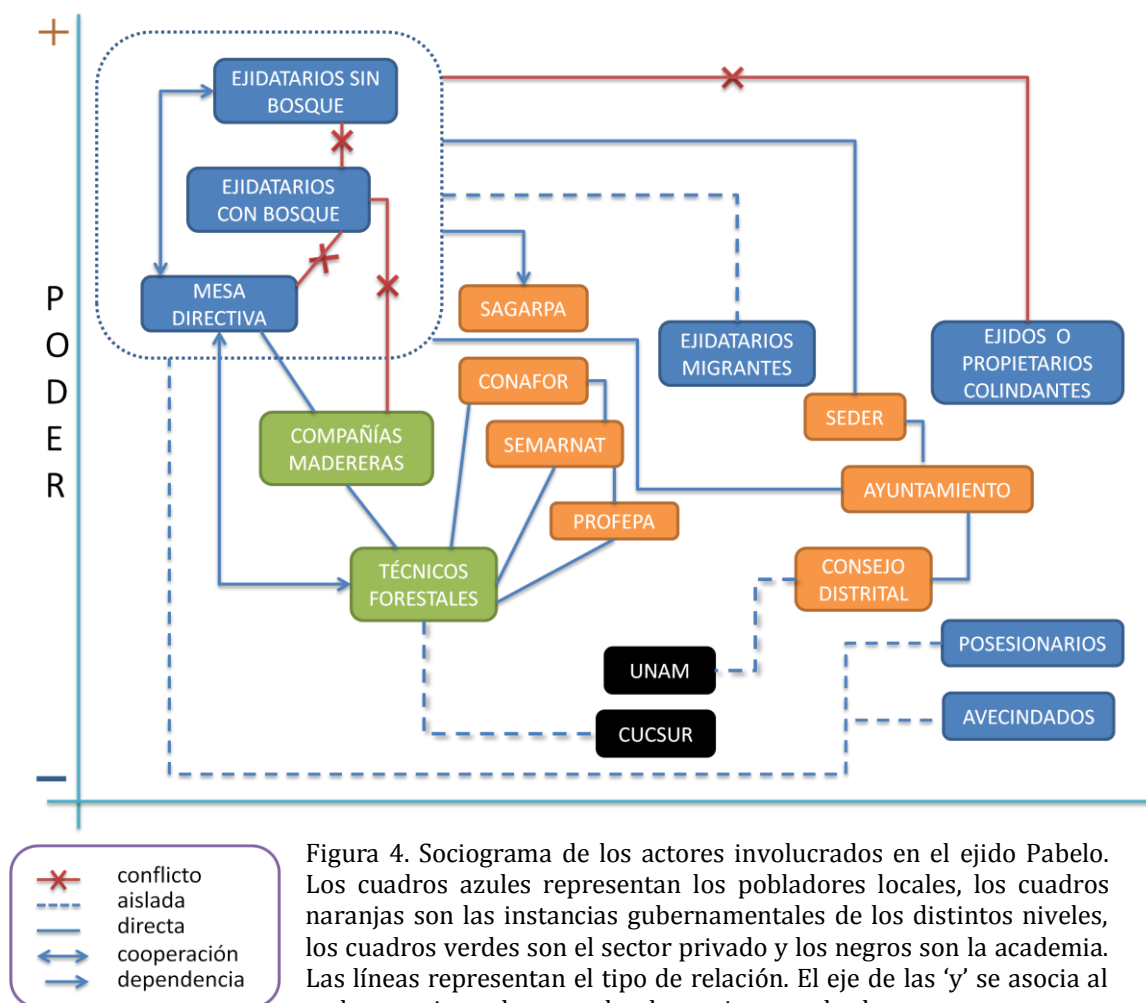 +
EJIDATARIOS SIN
BOSQUE
EJIDATARIOS
CON BOSQUE
MESA
DIRECTIVA
SAGARPA
EJIDATARIOS
MIGRANTES
EJIDOS O
PROPIETARIOS
COLINDANTES
CONAFOR
SEDER
COMPAÑÍAS
MADERERAS
SEMARNAT
AYUNTAMIENTO
PROFEPA
TÉCNICOS
FORESTALES
CONSEJO
DISTRITAL
UNAM
POSESIONARIOS
CUCSUR
AVECINDADOS
P
O
D
E
R
–
conflicto
aislada
directa
cooperación
dependencia
Figura 4. Sociograma de los actores involucrados en el ejido Pabelo.
Los cuadros azules representan los pobladores locales, los cuadros
naranjas son las instancias gubernamentales de los distintos niveles,
los cuadros verdes son el sector privado y los negros son la academia.
Las líneas representan el tipo de relación. El eje de las ‘y’ se asocia al